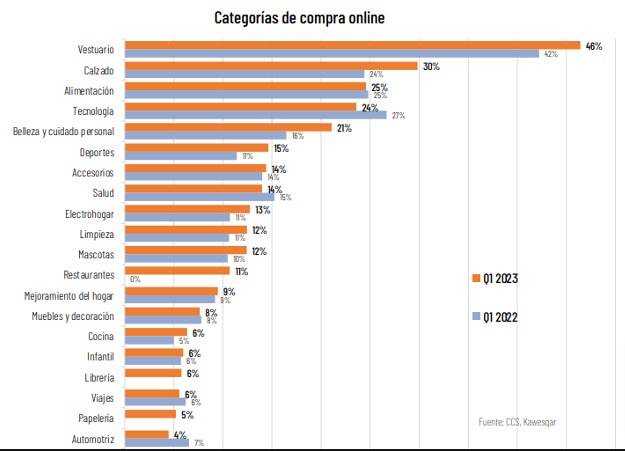 Categorías de compra online
Vestuario 46%
42%
Calzado 30%
24%
Alimentación 25%
25%
Tecnología 24%
27%
Belleza y cuidado personal 21%
16%
Deportes 15%
11%
Accesorios 14%
14%
Salud 14%
15%
Electrohogar 13%
11%
Limpieza 12%
11%
Mascotas 12%
10%
Restaurantes 11%
0%
Mejoramiento del hogar 9%
9%
Muebles y decoración 8%
8%
Cocina 6%
5%
Infantil 6%
6%
Librería 6%
Viajes 6%
6%
Papelería 5%
Automotriz 4%
7%
Q1 2023
Q1 2022
Fuente: CCS, Kawesqar